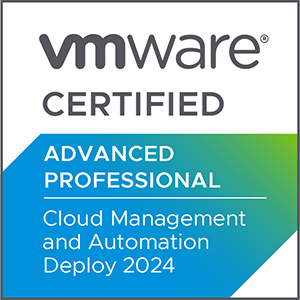 vmware®
CERTIFIED
ADVANCED
PROFESSIONAL
Cloud Management
and Automation
Deploy 2024